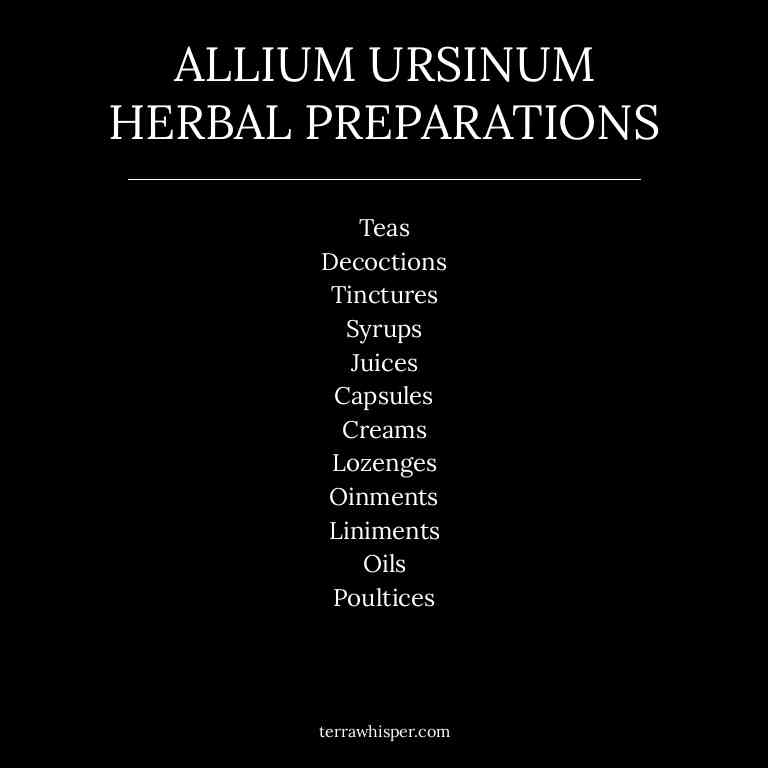 ALLIUM URSINUM
HERBAL PREPARATIONS
Teas
Decoctions
Tinctures
Syrups
Juices
Capsules
Creams
Lozenges
Oinments
Liniments
Oils
Poultices
terrawhisper.com